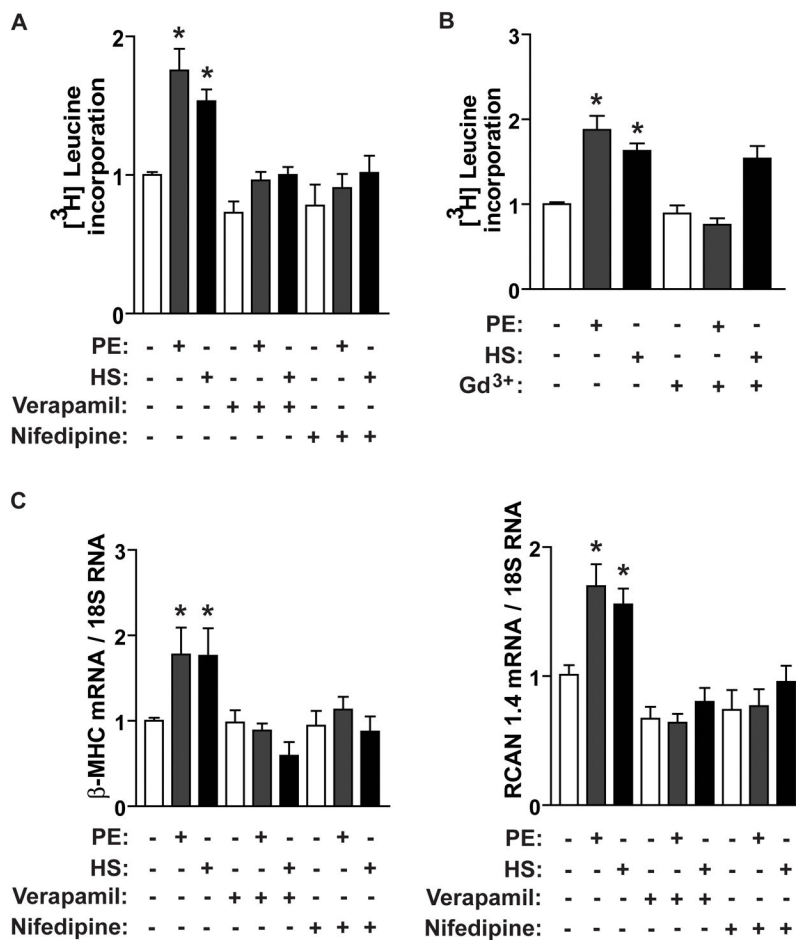 A
[³H] Leucine
incorporation
2
1
0
* *
PE: - + - - + - - + -
HS: - - + - - + - - +
Verapamil: - - - + + + - - -
Nifedipine: - - - - - - + + +
B
[³H] Leucine
incorporation
3
2
1
0
* *
PE: - + - - + -
HS: - - + - - +
Gd³⁺: - - - + + +
C
β-MHC mRNA / 18S RNA
3
2
1
0
* *
PE: - + - - + - - + -
HS: - - + - - + - - +
Verapamil: - - - + + + - - -
Nifedipine: - - - - - - + + +
RCAN 1.4 mRNA / 18S RNA
2
1
0
* *
PE: - + - - + - - + -
HS: - - + - - + - - +
Verapamil: - - - + + + - - -
Nifedipine: - - - - - - + + +